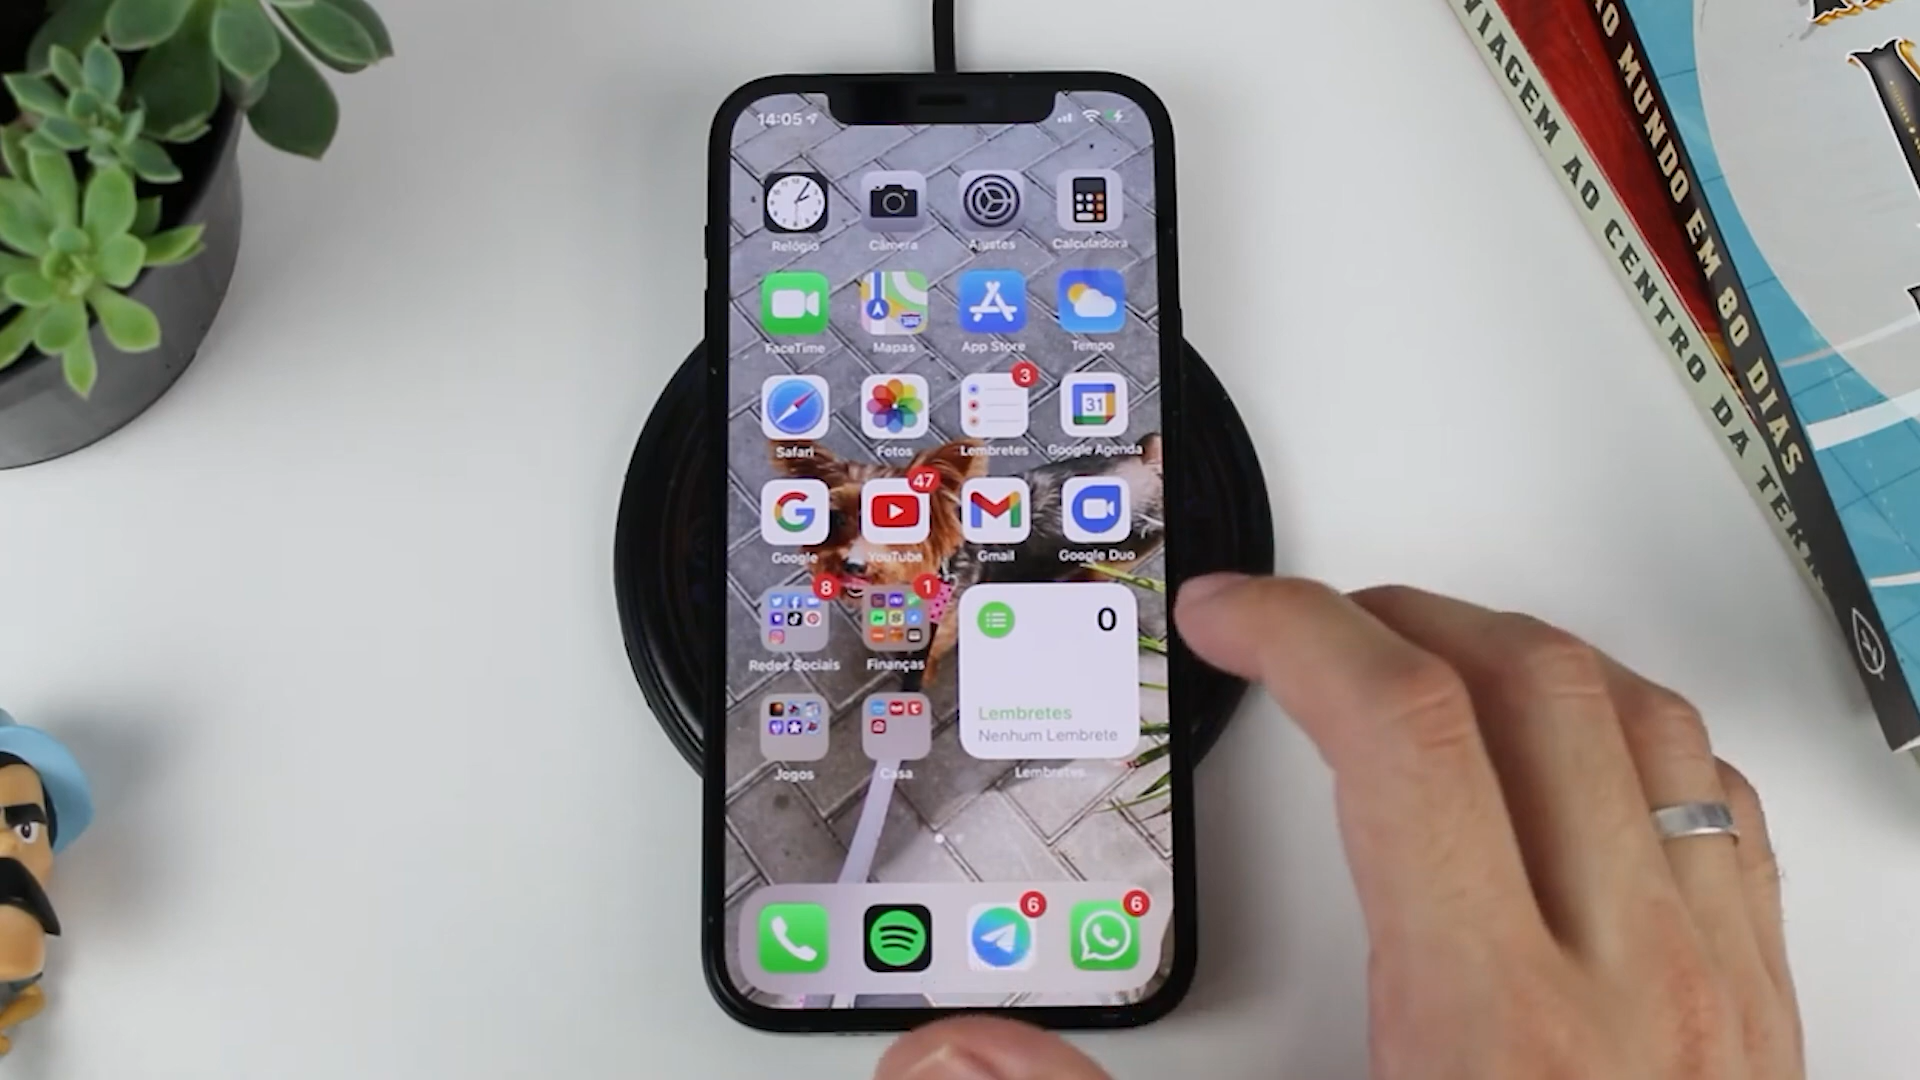 14:05
Relógio
Câmera
Ajustes
Calculadora
FaceTime
Mapas
App Store
Tempo
3
31
Safari
Fotos
Lembretes
Google Agenda
47
Google
YouTube
Gmail
Google Duo
8
1
0
Redes Sociais
Finanças
Lembretes
Nenhum Lembrete
Jogos
Casa
Lembretes
6
6
VIAGEM AO CENTRO DA TERRA
AO MUNDO EM 80 DIAS